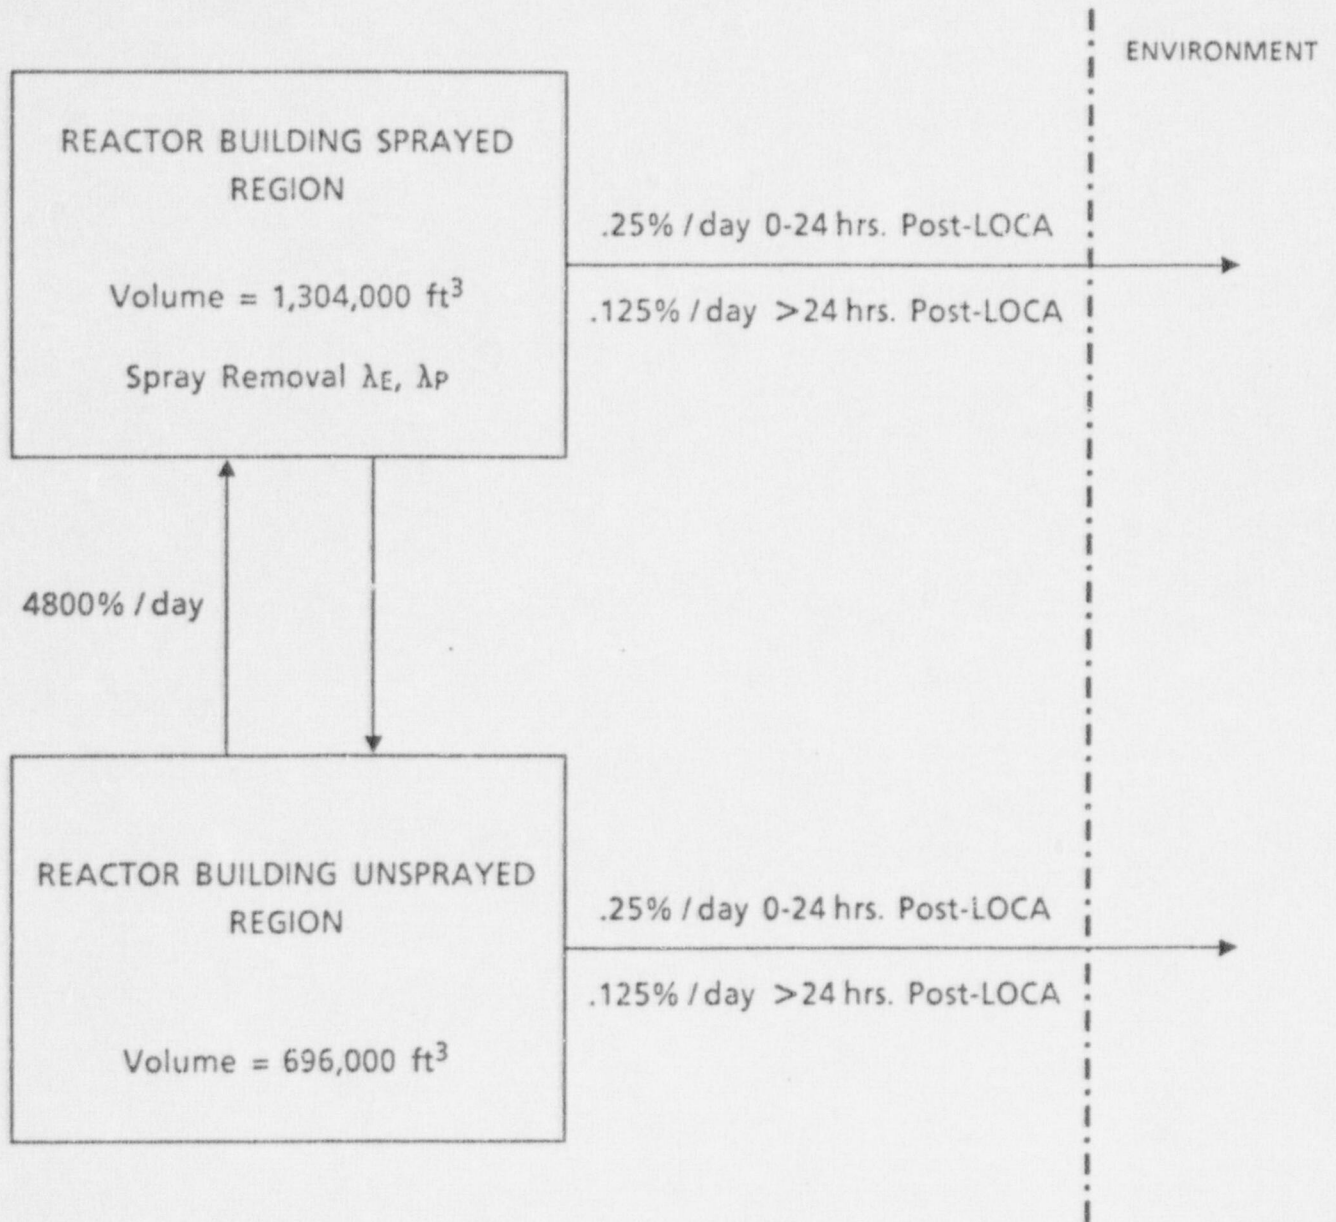 ENVIRONMENT
REACTOR BUILDING SPRAYED
REGION
Volume = 1,304,000 ft³
Spray Removal λE, λP
.25% / day 0-24 hrs. Post-LOCA
.125% / day >24 hrs. Post-LOCA
4800% / day
REACTOR BUILDING UNSPRAYED
REGION
Volume = 696,000 ft³
.25% / day 0-24 hrs. Post-LOCA
.125% / day >24 hrs. Post-LOCA